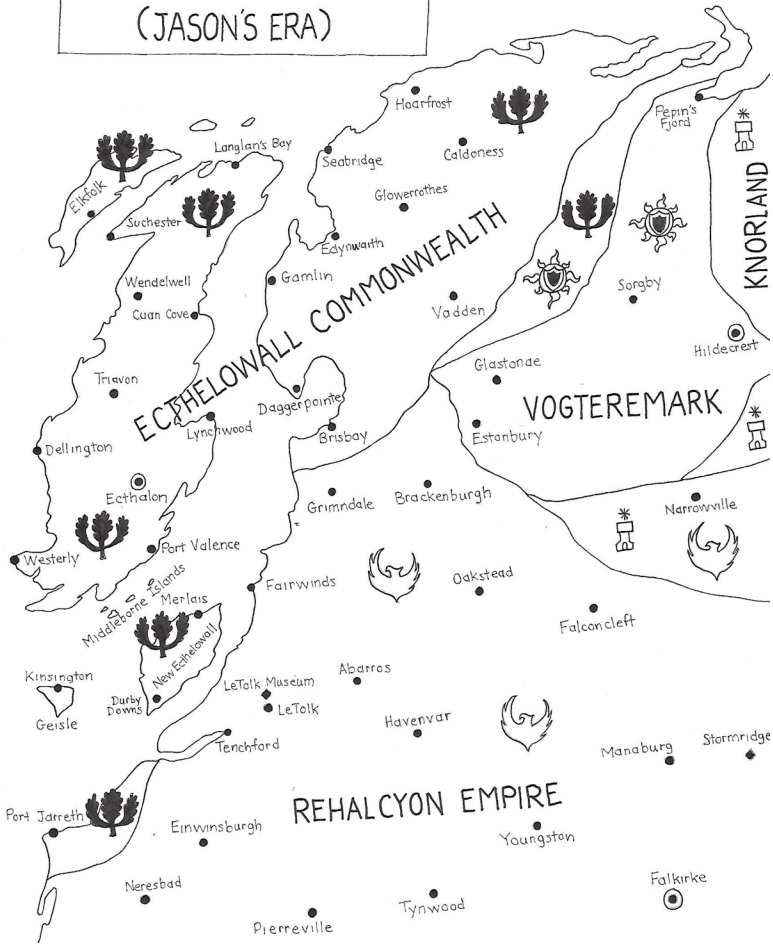 (JASON'S ERA)
Hoarfrost
Pepin's
Fjord
Langlan's Bay
Seabridge
Caldoness
KNORLAND
Elkfolk
Suchester
Glowerrothes
Edynwarth
Wendelwell
Gamlin
Cuan Cove
Vadden
Sorgby
ECTHELOWALL COMMONWEALTH
Hildecrest
Triavon
Glastonae
Daggerpointe
VOGTEREMARK
Lynchwood
Brisbay
Estonbury
Dellington
Ecthalon
Grimndale
Brackenburgh
Narrowville
Westerly
Port Valence
Fairwinds
Oakstead
Middleborne Islands
Merlais
Falconcleft
New Ecthelowall
Kinsington
Geisle
Durby
Downs
LeTolk Museum
LeTolk
Abarros
Havenvar
Tenchford
Manaburg
Stormridge
REHALCYON EMPIRE
Port Jarreth
Einwinsburgh
Youngston
Neresbad
Tynwood
Falkirke
Pierreville